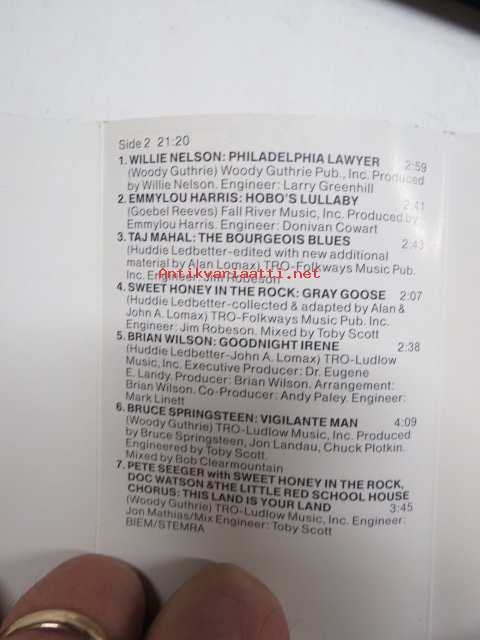 Side 2 21:20
1. WILLIE NELSON: PHILADELPHIA LAWYER 2:59
(Woody Guthrie) Woody Guthrie Pub., Inc. Produced
by Willie Nelson. Engineer: Larry Greenhill
2. EMMYLOU HARRIS: HOBO'S LULLABY 2:41
(Goebel Reeves) Fall River Music, Inc. Produced by
Emmylou Harris. Engineer: Donivan Cowart
3. TAJ MAHAL: THE BOURGEOIS BLUES 2:43
(Huddie Ledbetter-edited with new additional
material by Alan Lomax) TRO-Folkways Music Pub.
Inc. Engineer: Jim Robeson
Antikvariaatti.net
4. SWEET HONEY IN THE ROCK: GRAY GOOSE 2:07
(Huddie Ledbetter-collected & adapted by Alan &
John A. Lomax) TRO-Folkways Music Pub. Inc.
Engineer: Jim Robeson. Mixed by Toby Scott
5. BRIAN WILSON: GOODNIGHT IRENE 2:38
(Huddie Ledbetter-John A. Lomax) TRO-Ludlow
Music, Inc. Executive Producer: Dr. Eugene
E. Landy. Producer: Brian Wilson. Arrangement:
Brian Wilson. Co-Producer: Andy Paley. Engineer:
Mark Linett
6. BRUCE SPRINGSTEEN: VIGILANTE MAN 4:09
(Woody Guthrie) TRO-Ludlow Music, Inc. Produced
by Bruce Springsteen, Jon Landau, Chuck Plotkin.
Engineered by Toby Scott.
Mixed by Bob Clearmountain
7. PETE SEEGER with SWEET HONEY IN THE ROCK,
DOC WATSON & THE LITTLE RED SCHOOL HOUSE
CHORUS: THIS LAND IS YOUR LAND 3:45
(Woody Guthrie) TRO-Ludlow Music, Inc. Engineer:
Jon Mathias/Mix Engineer: Toby Scott
BIEM/STEMRA